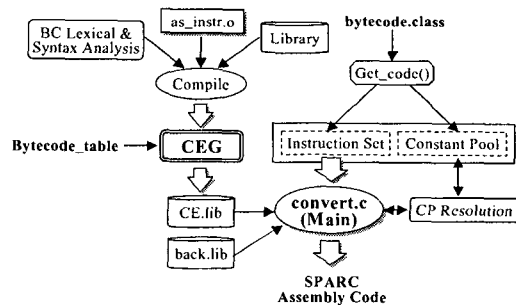 BC Lexical &
Syntax Analysis
as_instr.o
Library
bytecode.class
Compile
Get_code()
Bytecode_table
CEG
Instruction Set
Constant Pool
CE.lib
convert.c
(Main)
CP Resolution
back.lib
SPARC
Assembly Code